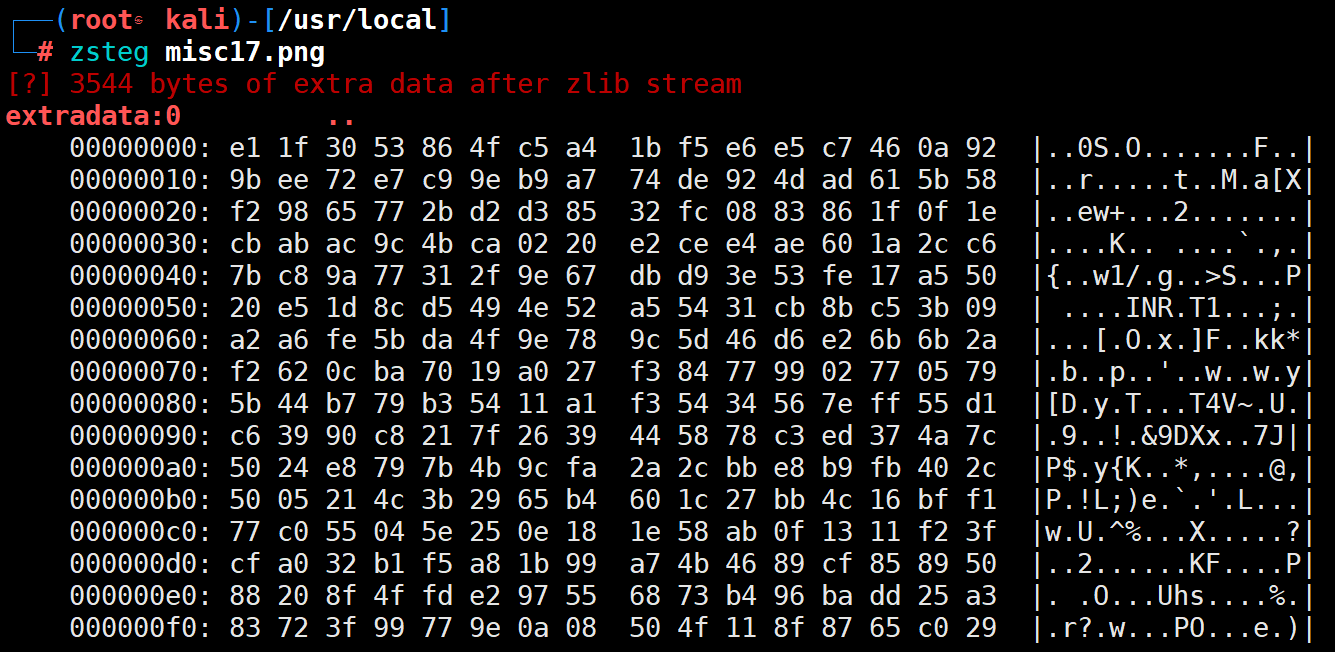 ┌──(root㉿ kali)-[/usr/local]
└─# zsteg misc17.png
[?] 3544 bytes of extra data after zlib stream
extradata:0         ..
    00000000: e1 1f 30 53 86 4f c5 a4  1b f5 e6 e5 c7 46 0a 92  |..0S.O.......F..|
    00000010: 9b ee 72 e7 c9 9e b9 a7  74 de 92 4d ad 61 5b 58  |..r.....t..M.a[X|
    00000020: f2 98 65 77 2b d2 d3 85  32 fc 08 83 86 1f 0f 1e  |..ew+...2.......|
    00000030: cb ab ac 9c 4b ca 02 20  e2 ce e4 ae 60 1a 2c c6  |....K.. ....`.,.|
    00000040: 7b c8 9a 77 31 2f 9e 67  db d9 3e 53 fe 17 a5 50  |{..w1/.g..>S...P|
    00000050: 20 e5 1d 8c d5 49 4e 52  a5 54 31 cb 8b c5 3b 09  | ....INR.T1...;.|
    00000060: a2 a6 fe 5b da 4f 9e 78  9c 5d 46 d6 e2 6b 6b 2a  |...[.O.x.]F..kk*|
    00000070: f2 62 0c ba 70 19 a0 27  f3 84 77 99 02 77 05 79  |.b..p..'..w..w.y|
    00000080: 5b 44 b7 79 b3 54 11 a1  f3 54 34 56 7e ff 55 d1  |[D.y.T...T4V~.U.|
    00000090: c6 39 90 c8 21 7f 26 39  44 58 78 c3 ed 37 4a 7c  |.9..!.&9DXx..7J||
    000000a0: 50 24 e8 79 7b 4b 9c fa  2a 2c bb e8 b9 fb 40 2c  |P$.y{K..*,....@,|
    000000b0: 50 05 21 4c 3b 29 65 b4  60 1c 27 bb 4c 16 bf f1  |P.!L;)e.`.'.L...|
    000000c0: 77 c0 55 04 5e 25 0e 18  1e 58 ab 0f 13 11 f2 3f  |w.U.^%...X.....?|
    000000d0: cf a0 32 b1 f5 a8 1b 99  a7 4b 46 89 cf 85 89 50  |..2......KF....P|
    000000e0: 88 20 8f 4f fd e2 97 55  68 73 b4 96 ba dd 25 a3  |. .O...Uhs....%.|
    000000f0: 83 72 3f 99 77 9e 0a 08  50 4f 11 8f 87 65 c0 29  |.r?.w...PO...e.)|